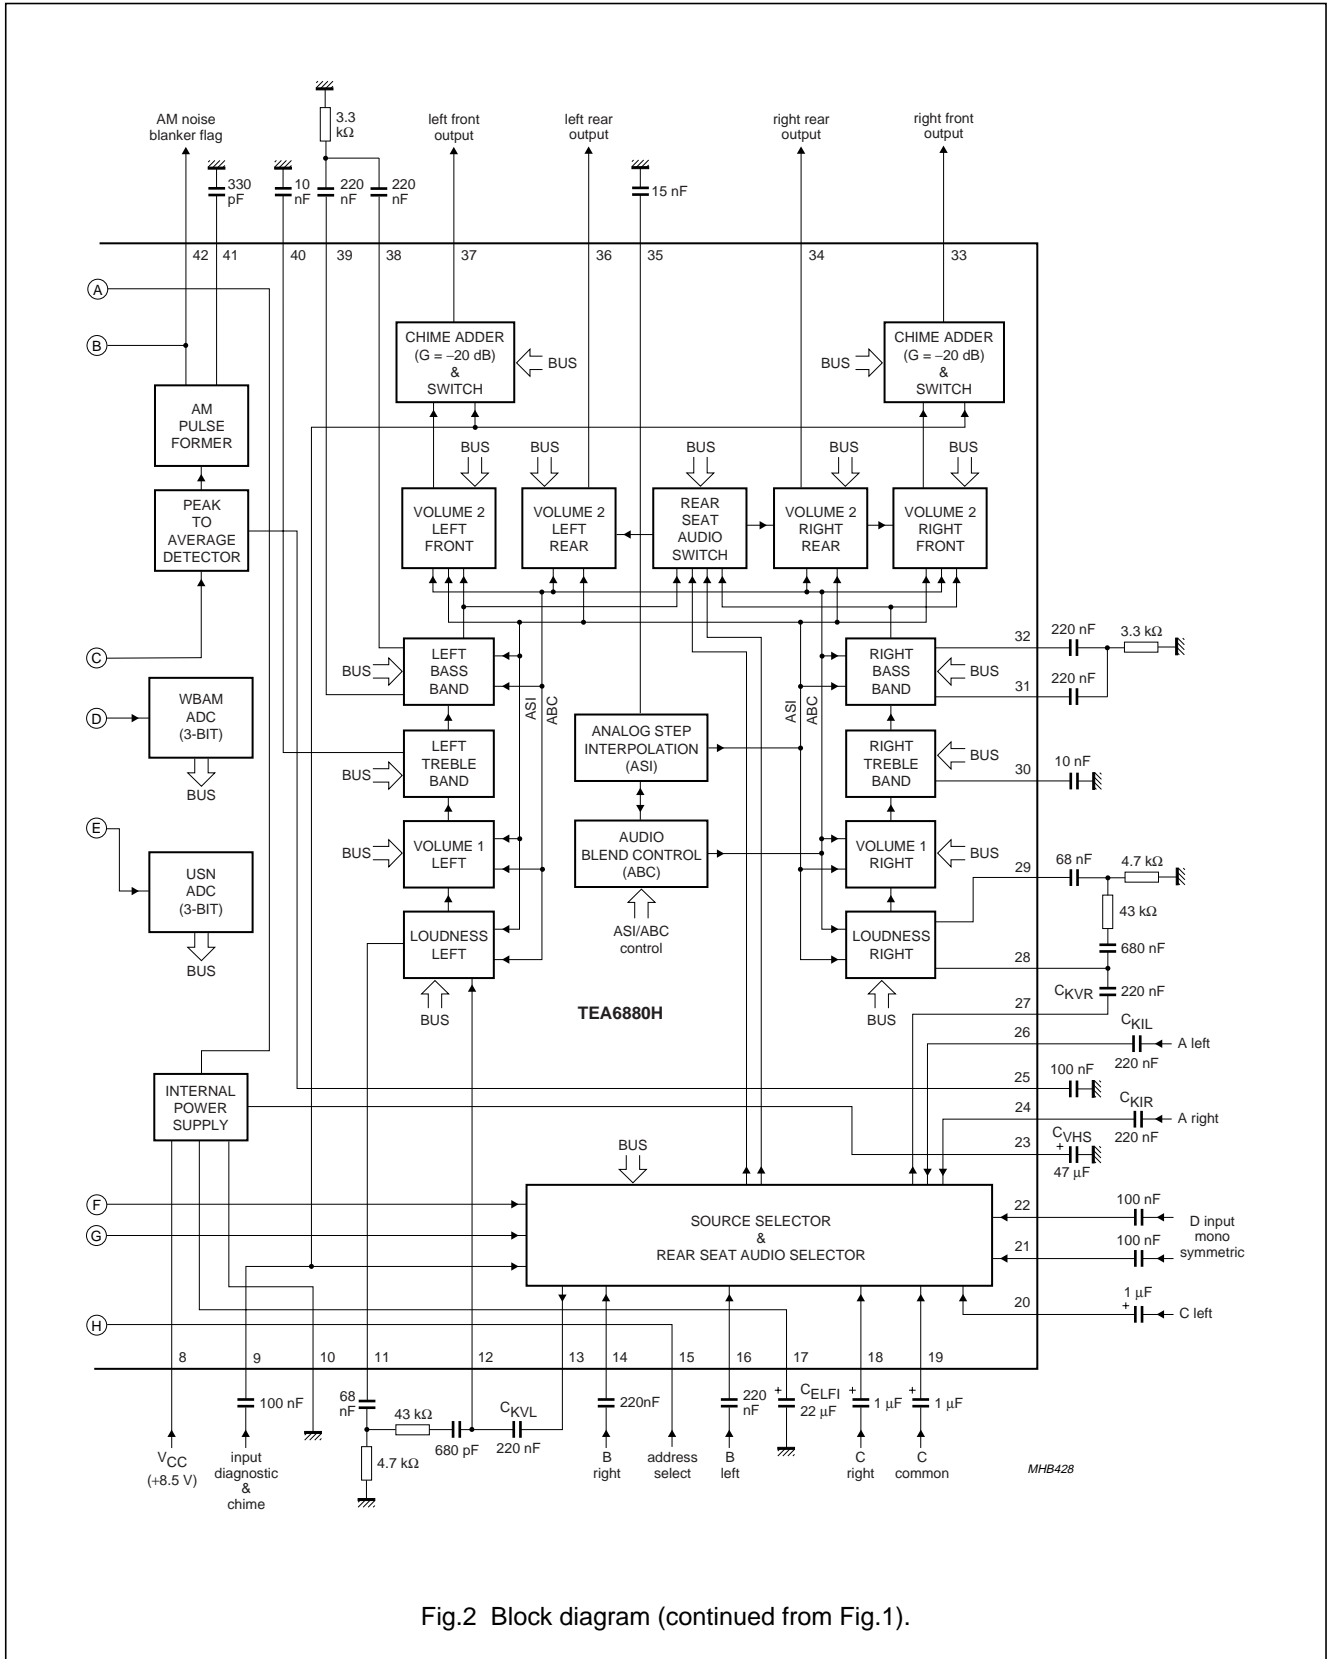 3.3
kΩ
AM noise
blanker flag
left front
output
left rear
output
right rear
output
right front
output
330
pF
10
nF
220
nF
220
nF
15 nF
42
41
40
39
38
37
36
35
34
33
A
B
C
D
E
F
G
H
CHIME ADDER
(G = −20 dB)
&
SWITCH
BUS
BUS
CHIME ADDER
(G = −20 dB)
&
SWITCH
AM
PULSE
FORMER
BUS
BUS
BUS
BUS
BUS
PEAK
TO
AVERAGE
DETECTOR
VOLUME 2
LEFT
FRONT
VOLUME 2
LEFT
REAR
REAR
SEAT
AUDIO
SWITCH
VOLUME 2
RIGHT
REAR
VOLUME 2
RIGHT
FRONT
WBAM
ADC
(3-BIT)
BUS
BUS
LEFT
BASS
BAND
ASI
ABC
ASI
ABC
RIGHT
BASS
BAND
BUS
32
220 nF
3.3 kΩ
31
220 nF
BUS
LEFT
TREBLE
BAND
ANALOG STEP
INTERPOLATION
(ASI)
RIGHT
TREBLE
BAND
BUS
30
10 nF
USN
ADC
(3-BIT)
BUS
BUS
VOLUME 1
LEFT
AUDIO
BLEND CONTROL
(ABC)
VOLUME 1
RIGHT
BUS
29
68 nF
4.7 kΩ
43 kΩ
680 nF
LOUDNESS
LEFT
ASI/ABC
control
LOUDNESS
RIGHT
28
BUS
TEA6880H
BUS
27
CKVR
220 nF
26
CKIL
220 nF
A left
25
100 nF
24
CKIR
220 nF
A right
23
CVHS
+
47 μF
INTERNAL
POWER
SUPPLY
BUS
SOURCE SELECTOR
&
REAR SEAT AUDIO SELECTOR
22
100 nF
21
100 nF
D input
mono
symmetric
20
1 μF
+
C left
8
9
10
11
12
13
14
15
16
17
18
19
100 nF
68
nF
43 kΩ
680 pF
CKVL
220 nF
4.7 kΩ
220nF
220
nF
+
CELFI
22 μF
+
1 μF
+
1 μF
VCC
(+8.5 V)
input
diagnostic
&
chime
B
right
address
select
B
left
C
right
C
common
MHB428
Fig.2 Block diagram (continued from Fig.1).